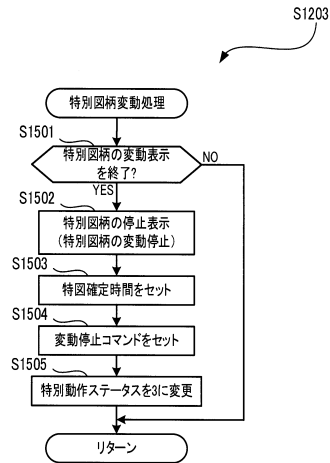 S1203
特別図柄変動処理
S1501
特別図柄の変動表示
を終了?
NO
YES
S1502
特別図柄の停止表示
(特別図柄の変動停止)
S1503
特図確定時間をセット
S1504
変動停止コマンドをセット
S1505
特別動作ステータスを3に変更
リターン